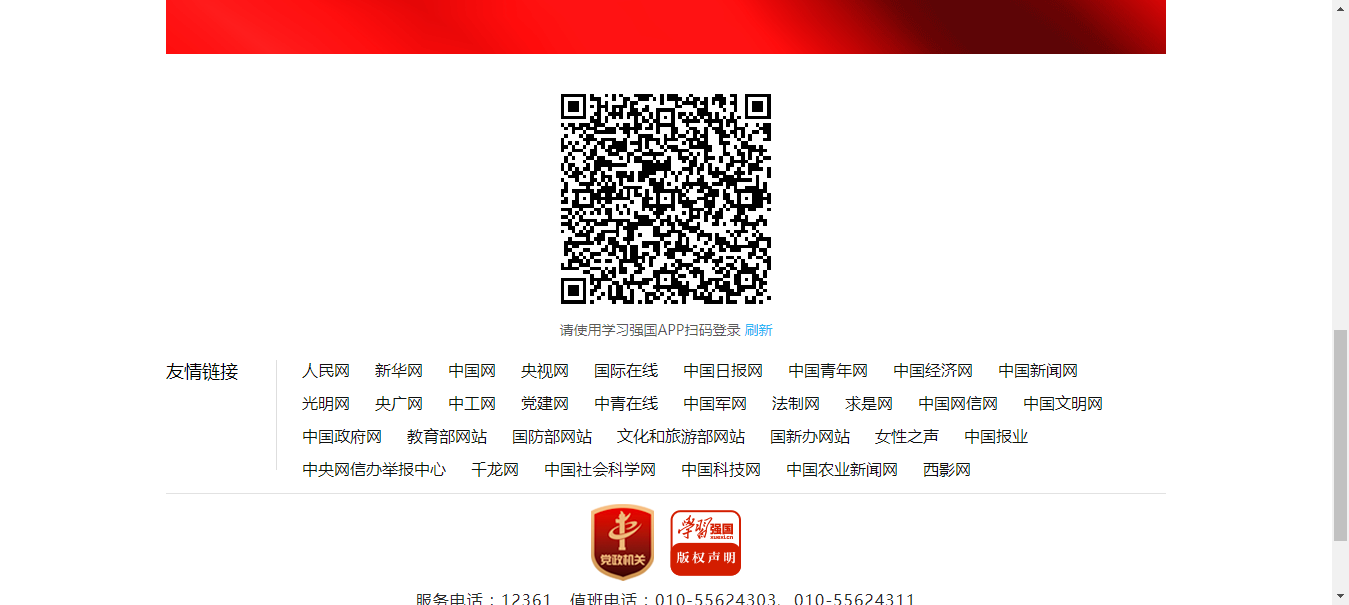 请使用学习强国APP扫码登录 刷新
友情链接
人民网 新华网 中国网 央视网 国际在线 中国日报网 中国青年网 中国经济网 中国新闻网
光明网 央广网 中工网 党建网 中青在线 中国军网 法制网 求是网 中国网信网 中国文明网
中国政府网 教育部网站 国防部网站 文化和旅游部网站 国新办网站 女性之声 中国报业
中央网信办举报中心 千龙网 中国社会科学网 中国科技网 中国农业新闻网 西影网
党政机关
学习强国
xuexi.cn
版权声明
服务电话：12361 值班电话：010-55624303、010-55624311